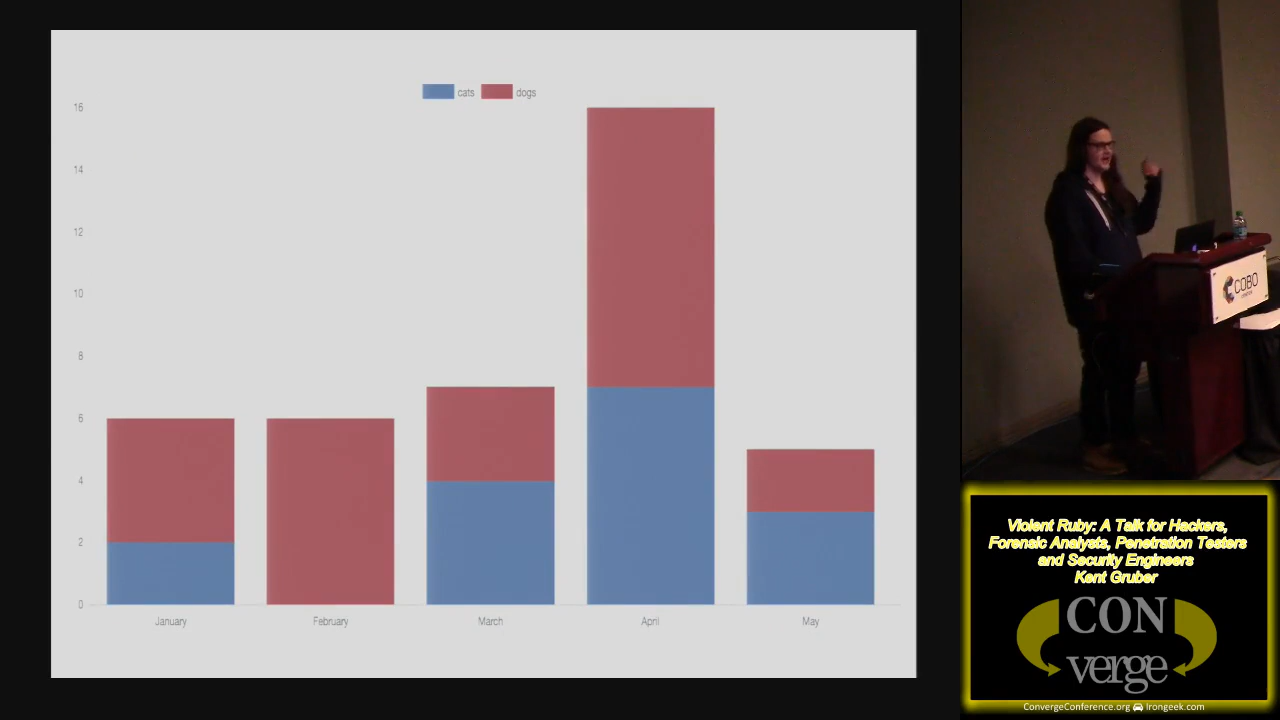 cats dogs
16
14
12
10
8
6
4
2
0
January February March April May
COBO
Violent Ruby: A Talk for Hackers,
Forensic Analysts, Penetration Testers
and Security Engineers
Kent Gruber
CON
verge
ConvergeConference.org Irongeek.com